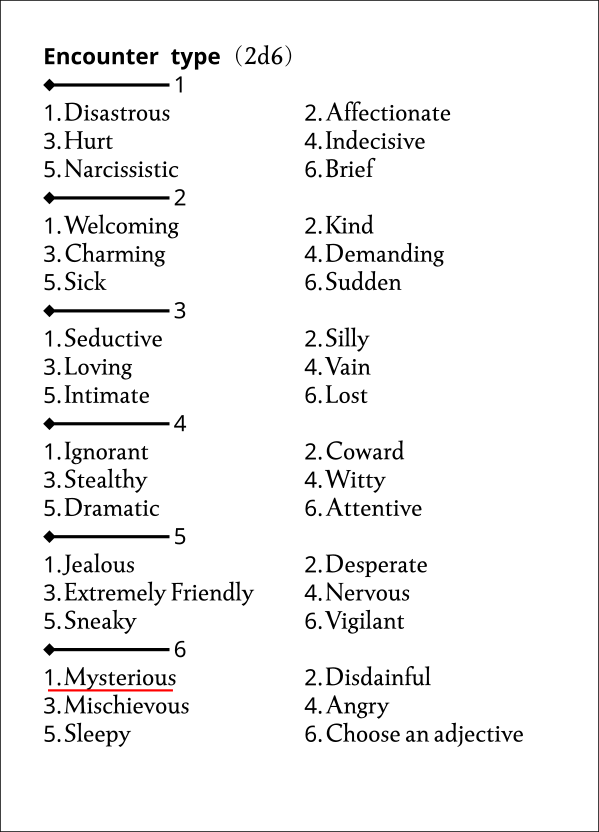 Encounter type (2d6)
1
1. Disastrous 2. Affectionate
3. Hurt 4. Indecisive
5. Narcissistic 6. Brief
2
1. Welcoming 2. Kind
3. Charming 4. Demanding
5. Sick 6. Sudden
3
1. Seductive 2. Silly
3. Loving 4. Vain
5. Intimate 6. Lost
4
1. Ignorant 2. Coward
3. Stealthy 4. Witty
5. Dramatic 6. Attentive
5
1. Jealous 2. Desperate
3. Extremely Friendly 4. Nervous
5. Sneaky 6. Vigilant
6
1. Mysterious 2. Disdainful
3. Mischievous 4. Angry
5. Sleepy 6. Choose an adjective